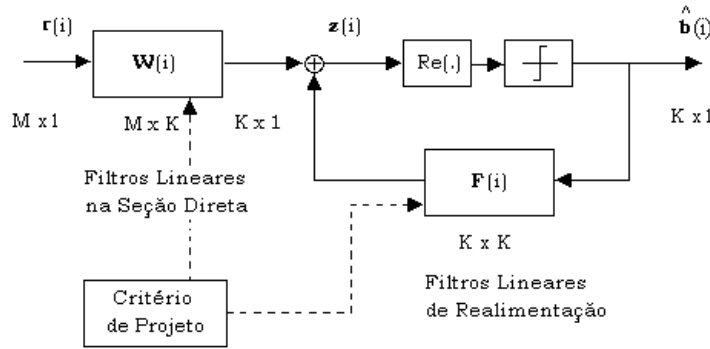 r(i)
z(i)
b̂(i)
W(i)
Re(.)
M x 1
M x K
K x 1
K x 1
Filtros Lineares
na Seção Direta
F(i)
K x K
Filtros Lineares
de Realimentação
Critério
de Projeto